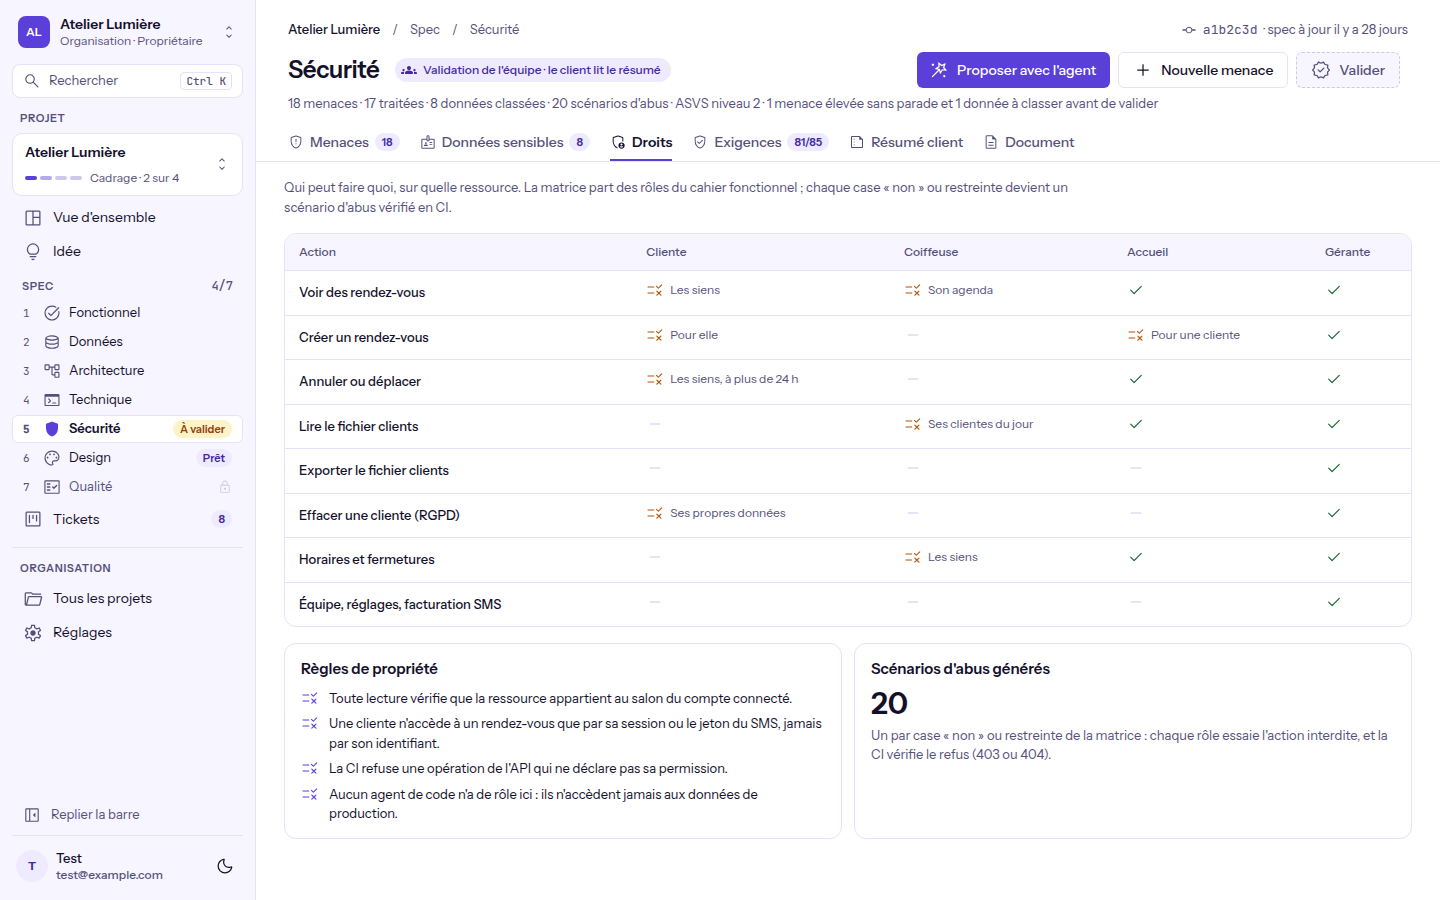 AL
Atelier Lumière
Organisation · Propriétaire
Rechercher
Ctrl K
PROJET
Atelier Lumière
Cadrage · 2 sur 4
Vue d'ensemble
Idée
SPEC 4/7
1 Fonctionnel
2 Données
3 Architecture
4 Technique
5 Sécurité À valider
6 Design Prêt
7 Qualité
Tickets 8
ORGANISATION
Tous les projets
Réglages
Replier la barre
T
Test
test@example.com
Atelier Lumière / Spec / Sécurité
a1b2c3d · spec à jour il y a 28 jours
Sécurité
Validation de l'équipe · le client lit le résumé
Proposer avec l'agent
Nouvelle menace
Valider
18 menaces · 17 traitées · 8 données classées · 20 scénarios d'abus · ASVS niveau 2 · 1 menace élevée sans parade et 1 donnée à classer avant de valider
Menaces 18
Données sensibles 8
Droits
Exigences 81/85
Résumé client
Document
Qui peut faire quoi, sur quelle ressource. La matrice part des rôles du cahier fonctionnel ; chaque case « non » ou restreinte devient un
scénario d'abus vérifié en CI.
Action Cliente Coiffeuse Accueil Gérante
Voir des rendez-vous Les siens Son agenda
Créer un rendez-vous Pour elle — Pour une cliente
Annuler ou déplacer Les siens, à plus de 24 h —
Lire le fichier clients — Ses clientes du jour
Exporter le fichier clients — — —
Effacer une cliente (RGPD) Ses propres données — —
Horaires et fermetures — Les siens
Équipe, réglages, facturation SMS — — —
Règles de propriété
Toute lecture vérifie que la ressource appartient au salon du compte connecté.
Une cliente n'accède à un rendez-vous que par sa session ou le jeton du SMS, jamais
par son identifiant.
La CI refuse une opération de l'API qui ne déclare pas sa permission.
Aucun agent de code n'a de rôle ici : ils n'accèdent jamais aux données de
production.
Scénarios d'abus générés
20
Un par case « non » ou restreinte de la matrice : chaque rôle essaie l'action interdite, et la
CI vérifie le refus (403 ou 404).